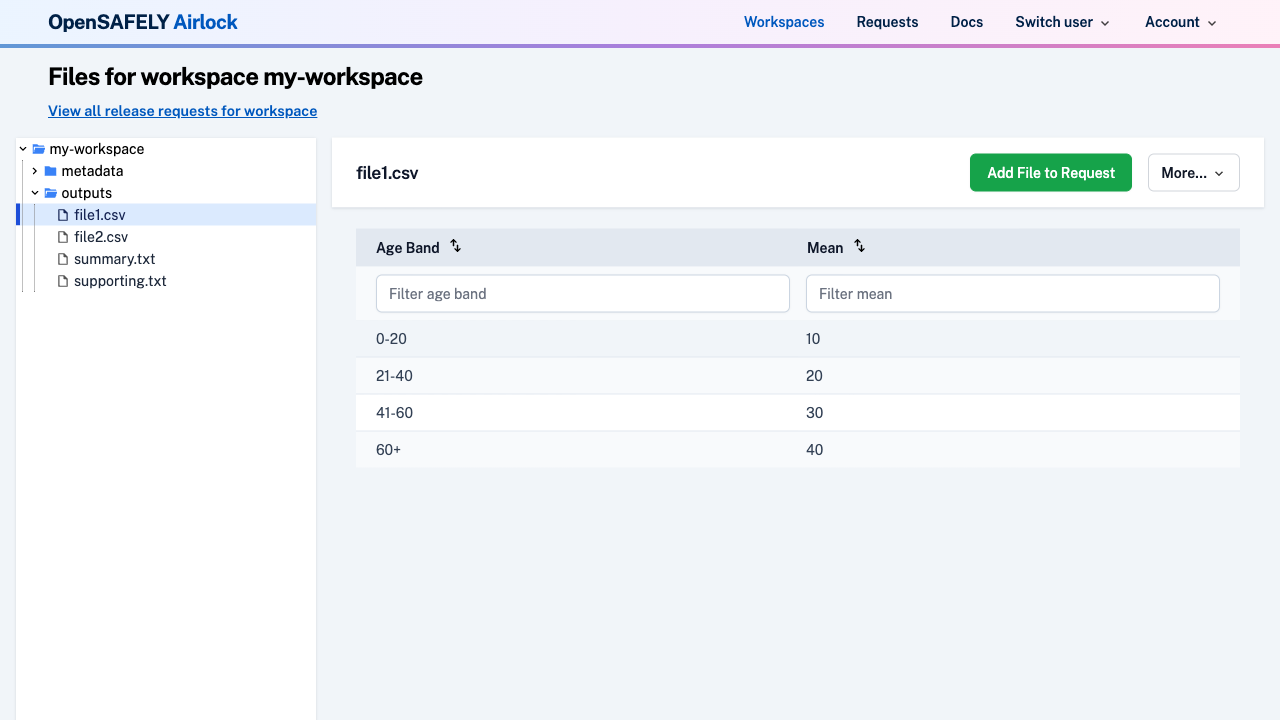 OpenSAFELY Airlock
Workspaces Requests Docs Switch user Account
Files for workspace my-workspace
View all release requests for workspace
my-workspace
metadata
outputs
file1.csv
file2.csv
summary.txt
supporting.txt
file1.csv
Add File to Request More...
Age Band Mean
Filter age band Filter mean
0-20 10
21-40 20
41-60 30
60+ 40